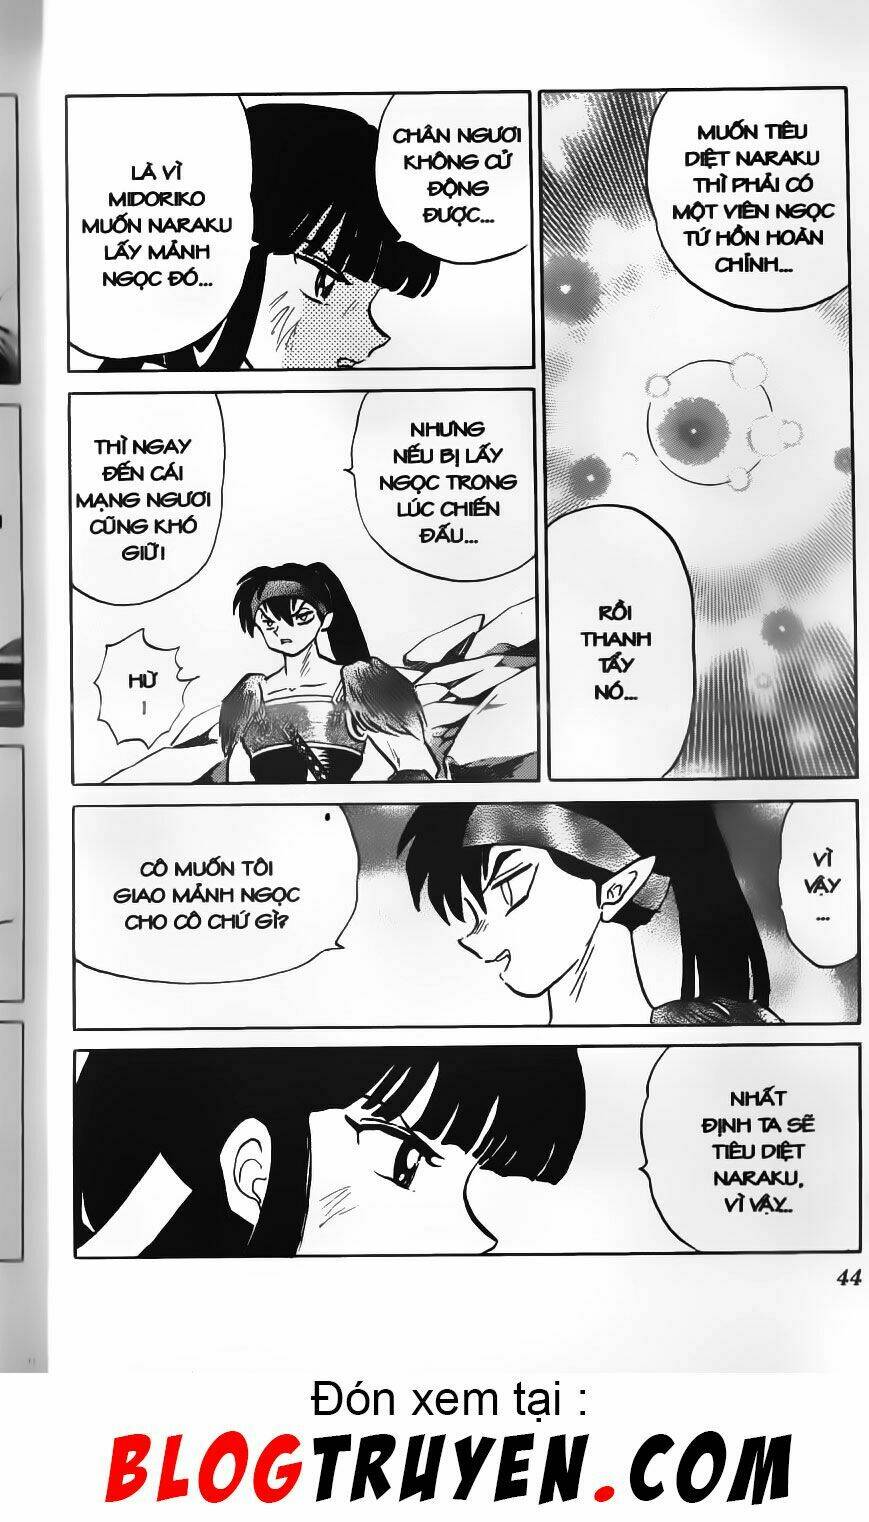 MUỐN TIÊU
DIỆT NARAKU
THÌ PHẢI CÓ
MỘT VIÊN NGỌC
TỨ HỒN HOÀN
CHỈNH...
RỒI
THANH
TẨY
NÓ...
CHÂN NGƯƠI
KHÔNG CỬ
ĐỘNG
ĐƯỢC...
LÀ VÌ
MIDORIKO
MUỐN NARAKU
LẤY MẢNH
NGỌC ĐÓ...
NHƯNG
NẾU BỊ LẤY
NGỌC TRONG
LÚC CHIẾN
ĐẤU...
THÌ NGAY
ĐẾN CÁI
MẠNG NGƯƠI
CŨNG KHÓ
GIỮ!
HỪ
!
VÌ
VẬY
...
CÔ MUỐN TÔI
GIAO MẢNH NGỌC
CHO CÔ CHỨ GÌ?
NHẤT
ĐỊNH TA SẼ
TIÊU DIỆT
NARAKU,
VÌ VẬY...
44
Đón xem tại :
BLOGTRUYEN.COM